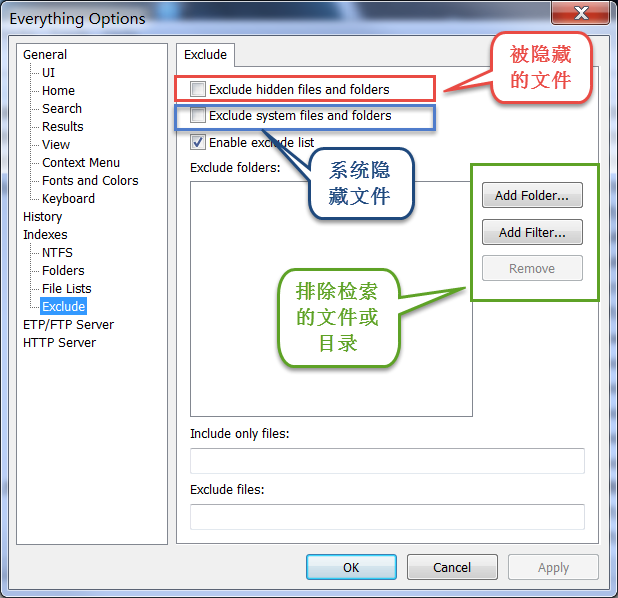 Everything Options
General
UI
Home
Search
Results
View
Context Menu
Fonts and Colors
Keyboard
History
Indexes
NTFS
Folders
File Lists
Exclude
ETP/FTP Server
HTTP Server
Exclude
Exclude hidden files and folders
被隐藏
的文件
Exclude system files and folders
Enable exclude list
系统隐
藏文件
Exclude folders:
Add Folder...
Add Filter...
Remove
排除检索
的文件或
目录
Include only files:
Exclude files:
OK
Cancel
Apply